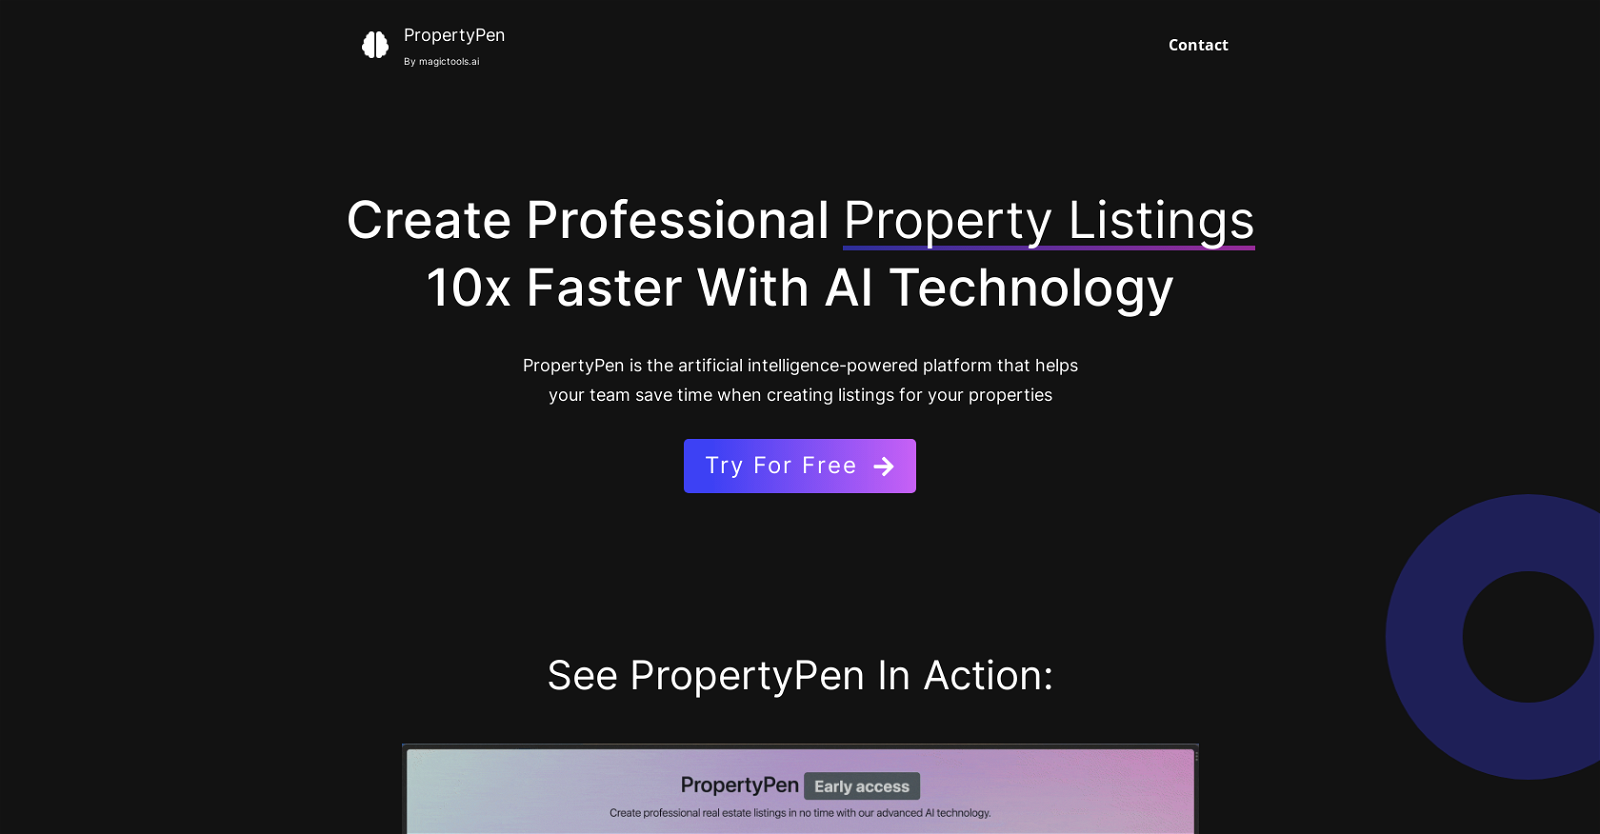 PropertyPen
By magictools.ai
Contact
Create Professional Property Listings
10x Faster With AI Technology
PropertyPen is the artificial intelligence-powered platform that helps
your team save time when creating listings for your properties
Try For Free
See PropertyPen In Action:
PropertyPen Early access
Create professional real estate listings in no time with our advanced AI technology.